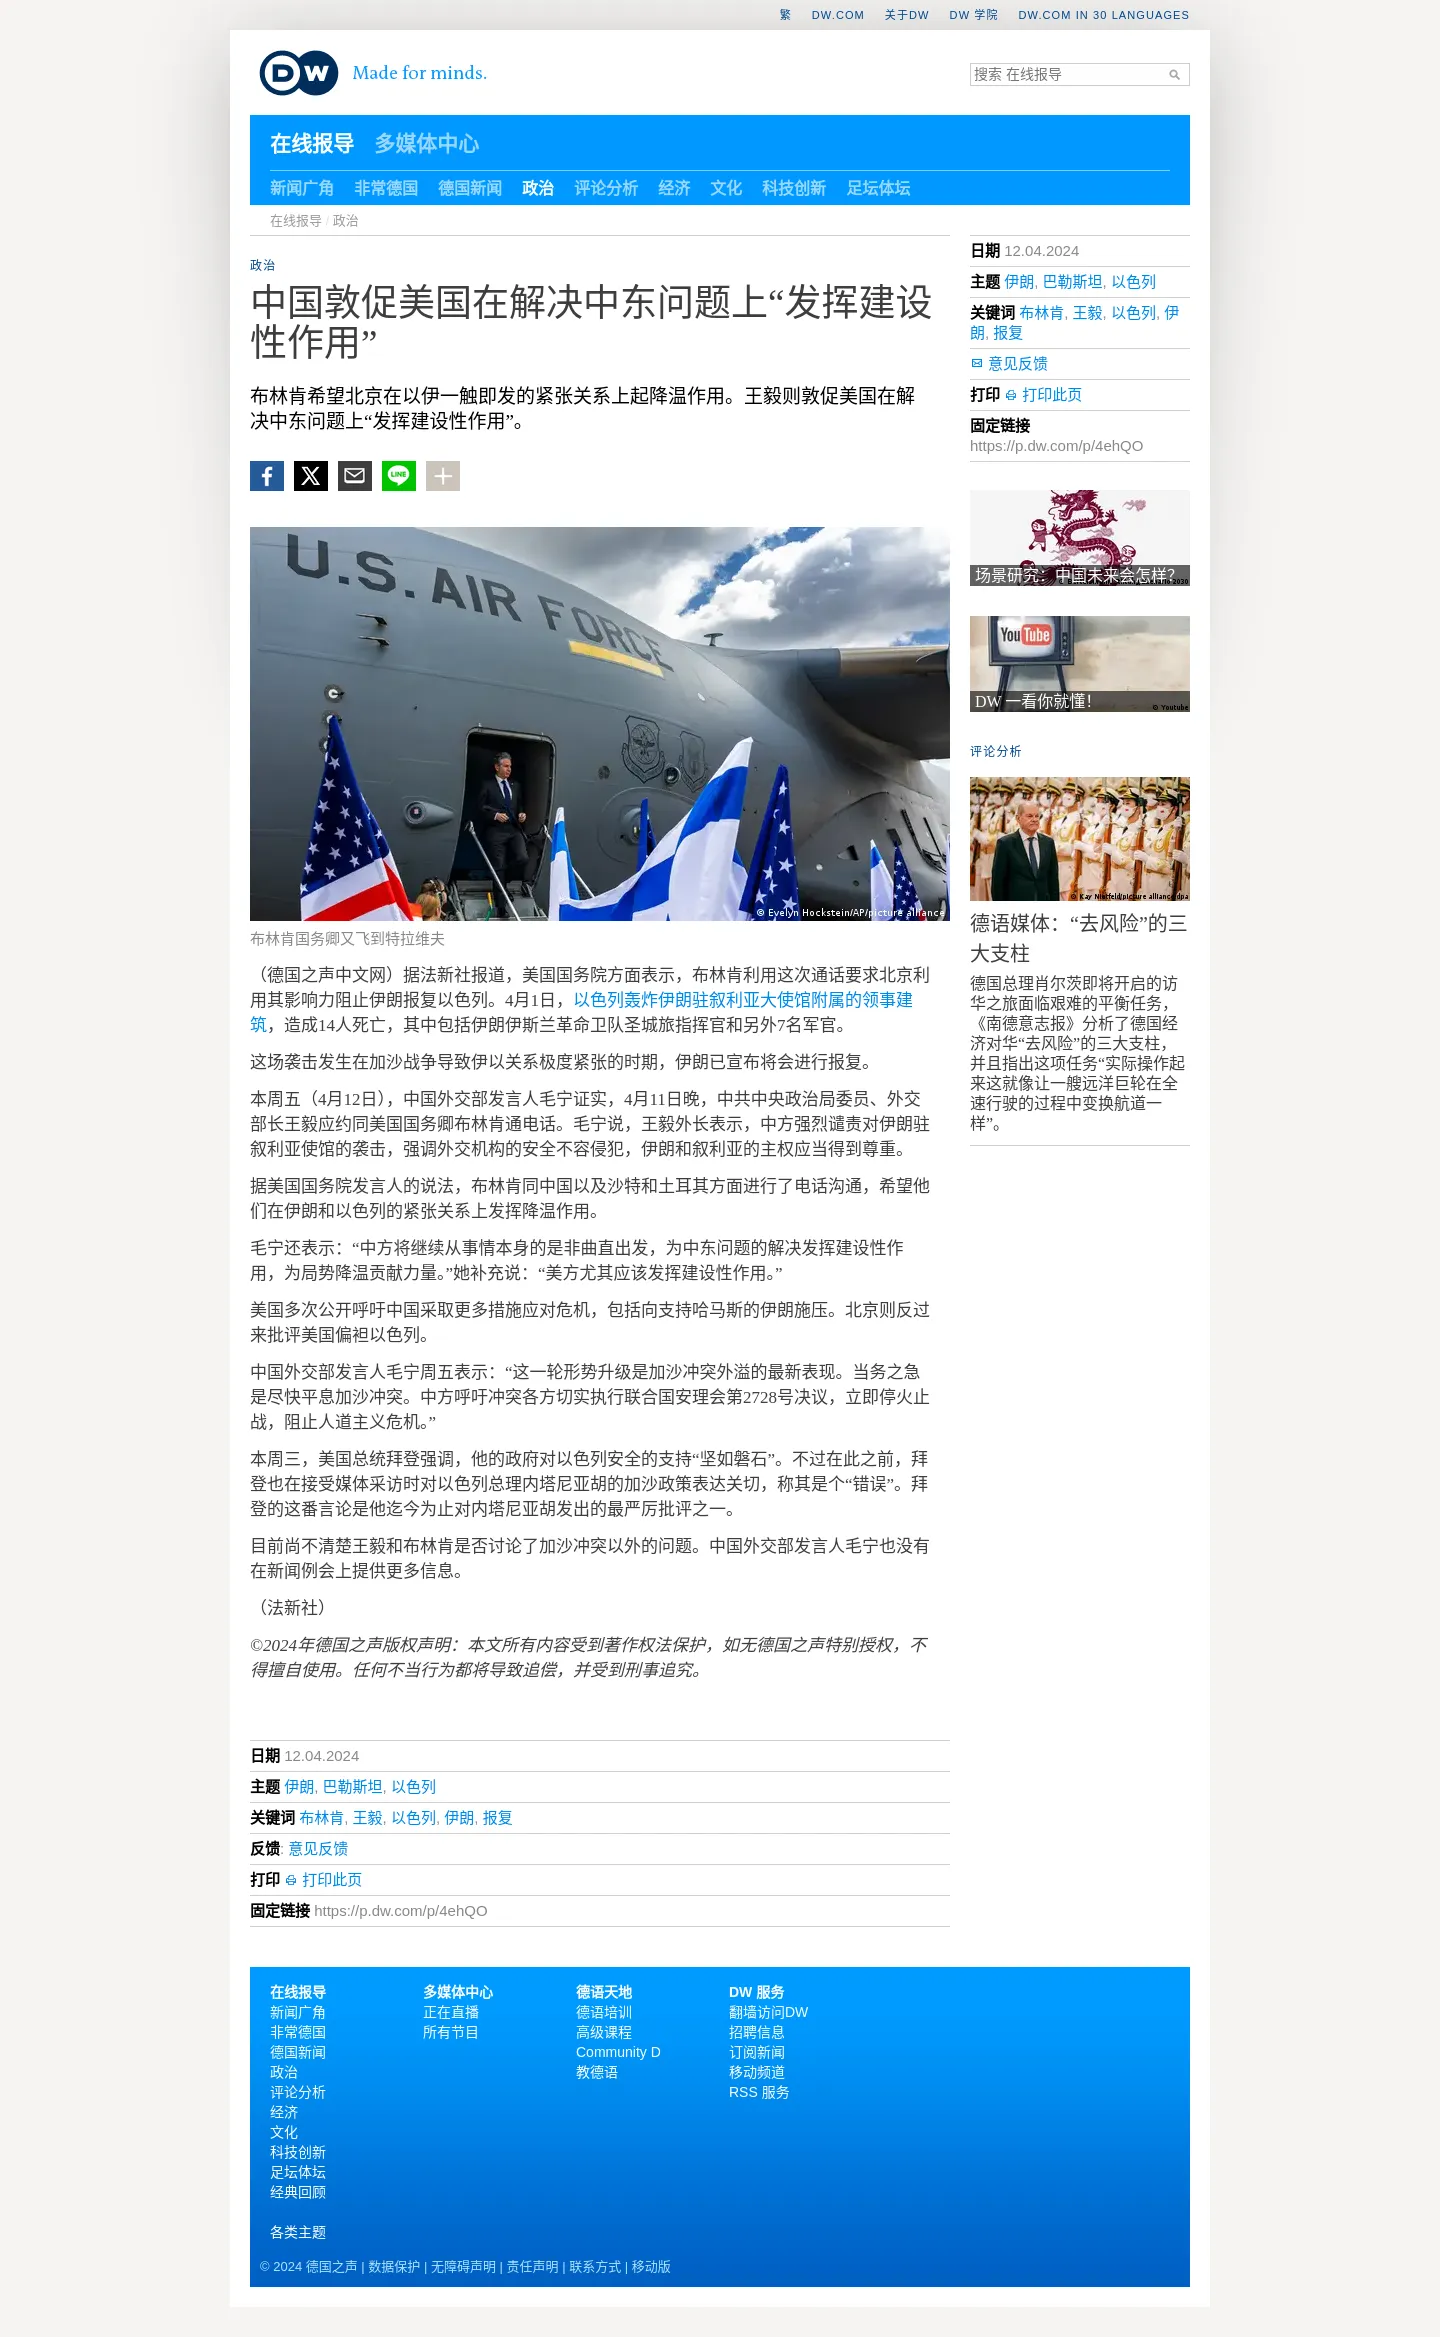 繁 DW.COM 关于DW DW 学院 DW.COM IN 30 LANGUAGES
DW Made for minds.
搜索 在线报导
在线报导 多媒体中心
新闻广角 非常德国 德国新闻 政治 评论分析 经济 文化 科技创新 足坛体坛
在线报导 / 政治
政治
中国敦促美国在解决中东问题上“发挥建设
性作用”
布林肯希望北京在以伊一触即发的紧张关系上起降温作用。王毅则敦促美国在解
决中东问题上“发挥建设性作用”。
LINE
U.S. AIR FORCE
© Evelyn Hockstein/AP/picture alliance
布林肯国务卿又飞到特拉维夫
（德国之声中文网）据法新社报道，美国国务院方面表示，布林肯利用这次通话要求北京利
用其影响力阻止伊朗报复以色列。4月1日，以色列轰炸伊朗驻叙利亚大使馆附属的领事建
筑，造成14人死亡，其中包括伊朗伊斯兰革命卫队圣城旅指挥官和另外7名军官。
这场袭击发生在加沙战争导致伊以关系极度紧张的时期，伊朗已宣布将会进行报复。
本周五（4月12日），中国外交部发言人毛宁证实，4月11日晚，中共中央政治局委员、外交
部长王毅应约同美国国务卿布林肯通电话。毛宁说，王毅外长表示，中方强烈谴责对伊朗驻
叙利亚使馆的袭击，强调外交机构的安全不容侵犯，伊朗和叙利亚的主权应当得到尊重。
据美国国务院发言人的说法，布林肯同中国以及沙特和土耳其方面进行了电话沟通，希望他
们在伊朗和以色列的紧张关系上发挥降温作用。
毛宁还表示：“中方将继续从事情本身的是非曲直出发，为中东问题的解决发挥建设性作
用，为局势降温贡献力量。”她补充说：“美方尤其应该发挥建设性作用。”
美国多次公开呼吁中国采取更多措施应对危机，包括向支持哈马斯的伊朗施压。北京则反过
来批评美国偏袒以色列。
中国外交部发言人毛宁周五表示：“这一轮形势升级是加沙冲突外溢的最新表现。当务之急
是尽快平息加沙冲突。中方呼吁冲突各方切实执行联合国安理会第2728号决议，立即停火止
战，阻止人道主义危机。”
本周三，美国总统拜登强调，他的政府对以色列安全的支持“坚如磐石”。不过在此之前，拜
登也在接受媒体采访时对以色列总理内塔尼亚胡的加沙政策表达关切，称其是个“错误”。拜
登的这番言论是他迄今为止对内塔尼亚胡发出的最严厉批评之一。
目前尚不清楚王毅和布林肯是否讨论了加沙冲突以外的问题。中国外交部发言人毛宁也没有
在新闻例会上提供更多信息。
（法新社）
©2024年德国之声版权声明：本文所有内容受到著作权法保护，如无德国之声特别授权，不
得擅自使用。任何不当行为都将导致追偿，并受到刑事追究。
日期 12.04.2024
主题 伊朗, 巴勒斯坦, 以色列
关键词 布林肯, 王毅, 以色列, 伊朗, 报复
反馈: 意见反馈
打印 打印此页
固定链接 https://p.dw.com/p/4ehQO
日期 12.04.2024
主题 伊朗, 巴勒斯坦, 以色列
关键词 布林肯, 王毅, 以色列, 伊
朗, 报复
意见反馈
打印 打印此页
固定链接
https://p.dw.com/p/4ehQO
场景研究：中国未来会怎样？
2030
You Tube
DW 一看你就懂！
© Youtube
评论分析
© Kay Nietfeld/picture alliance/dpa
德语媒体：“去风险”的三
大支柱
德国总理肖尔茨即将开启的访
华之旅面临艰难的平衡任务，
《南德意志报》分析了德国经
济对华“去风险”的三大支柱，
并且指出这项任务“实际操作起
来这就像让一艘远洋巨轮在全
速行驶的过程中变换航道一
样”。
在线报导
新闻广角
非常德国
德国新闻
政治
评论分析
经济
文化
科技创新
足坛体坛
经典回顾
各类主题
多媒体中心
正在直播
所有节目
德语天地
德语培训
高级课程
Community D
教德语
DW 服务
翻墙访问DW
招聘信息
订阅新闻
移动频道
RSS 服务
© 2024 德国之声 | 数据保护 | 无障碍声明 | 责任声明 | 联系方式 | 移动版